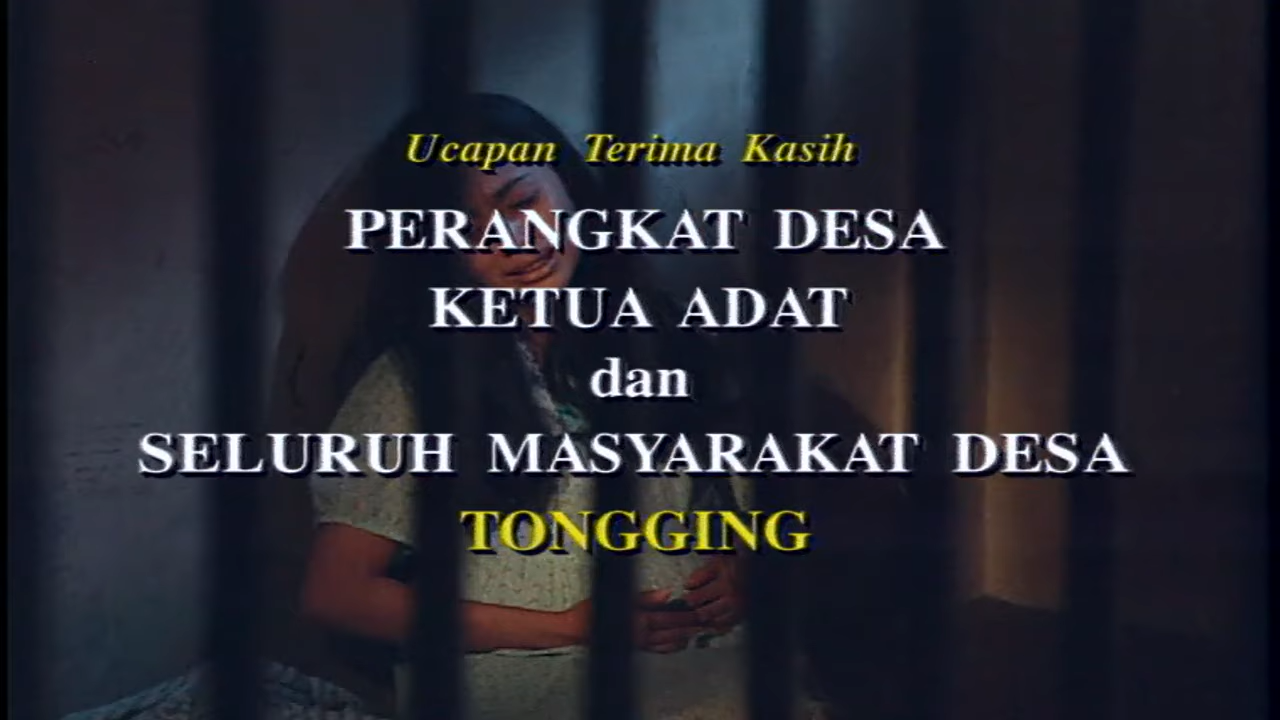 Ucapan Terima Kasih
PERANGKAT DESA
KETUA ADAT
dan
SELURUH MASYARAKAT DESA
TONGGING